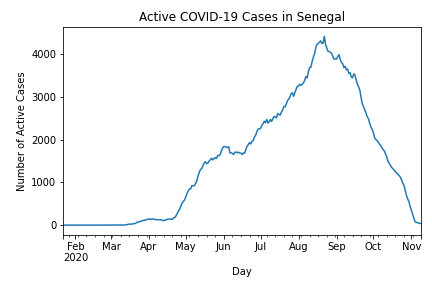 Active COVID-19 Cases in Senegal
Number of Active Cases
4000
3000
2000
1000
0
Feb Mar Apr May Jun Jul Aug Sep Oct Nov
2020
Day